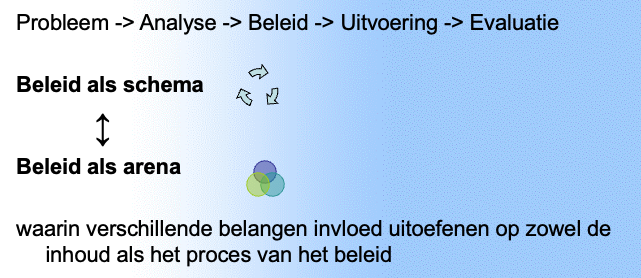 Probleem -> Analyse -> Beleid -> Uitvoering -> Evaluatie
Beleid als schema
Beleid als arena
waarin verschillende belangen invloed uitoefenen op zowel de
inhoud als het proces van het beleid